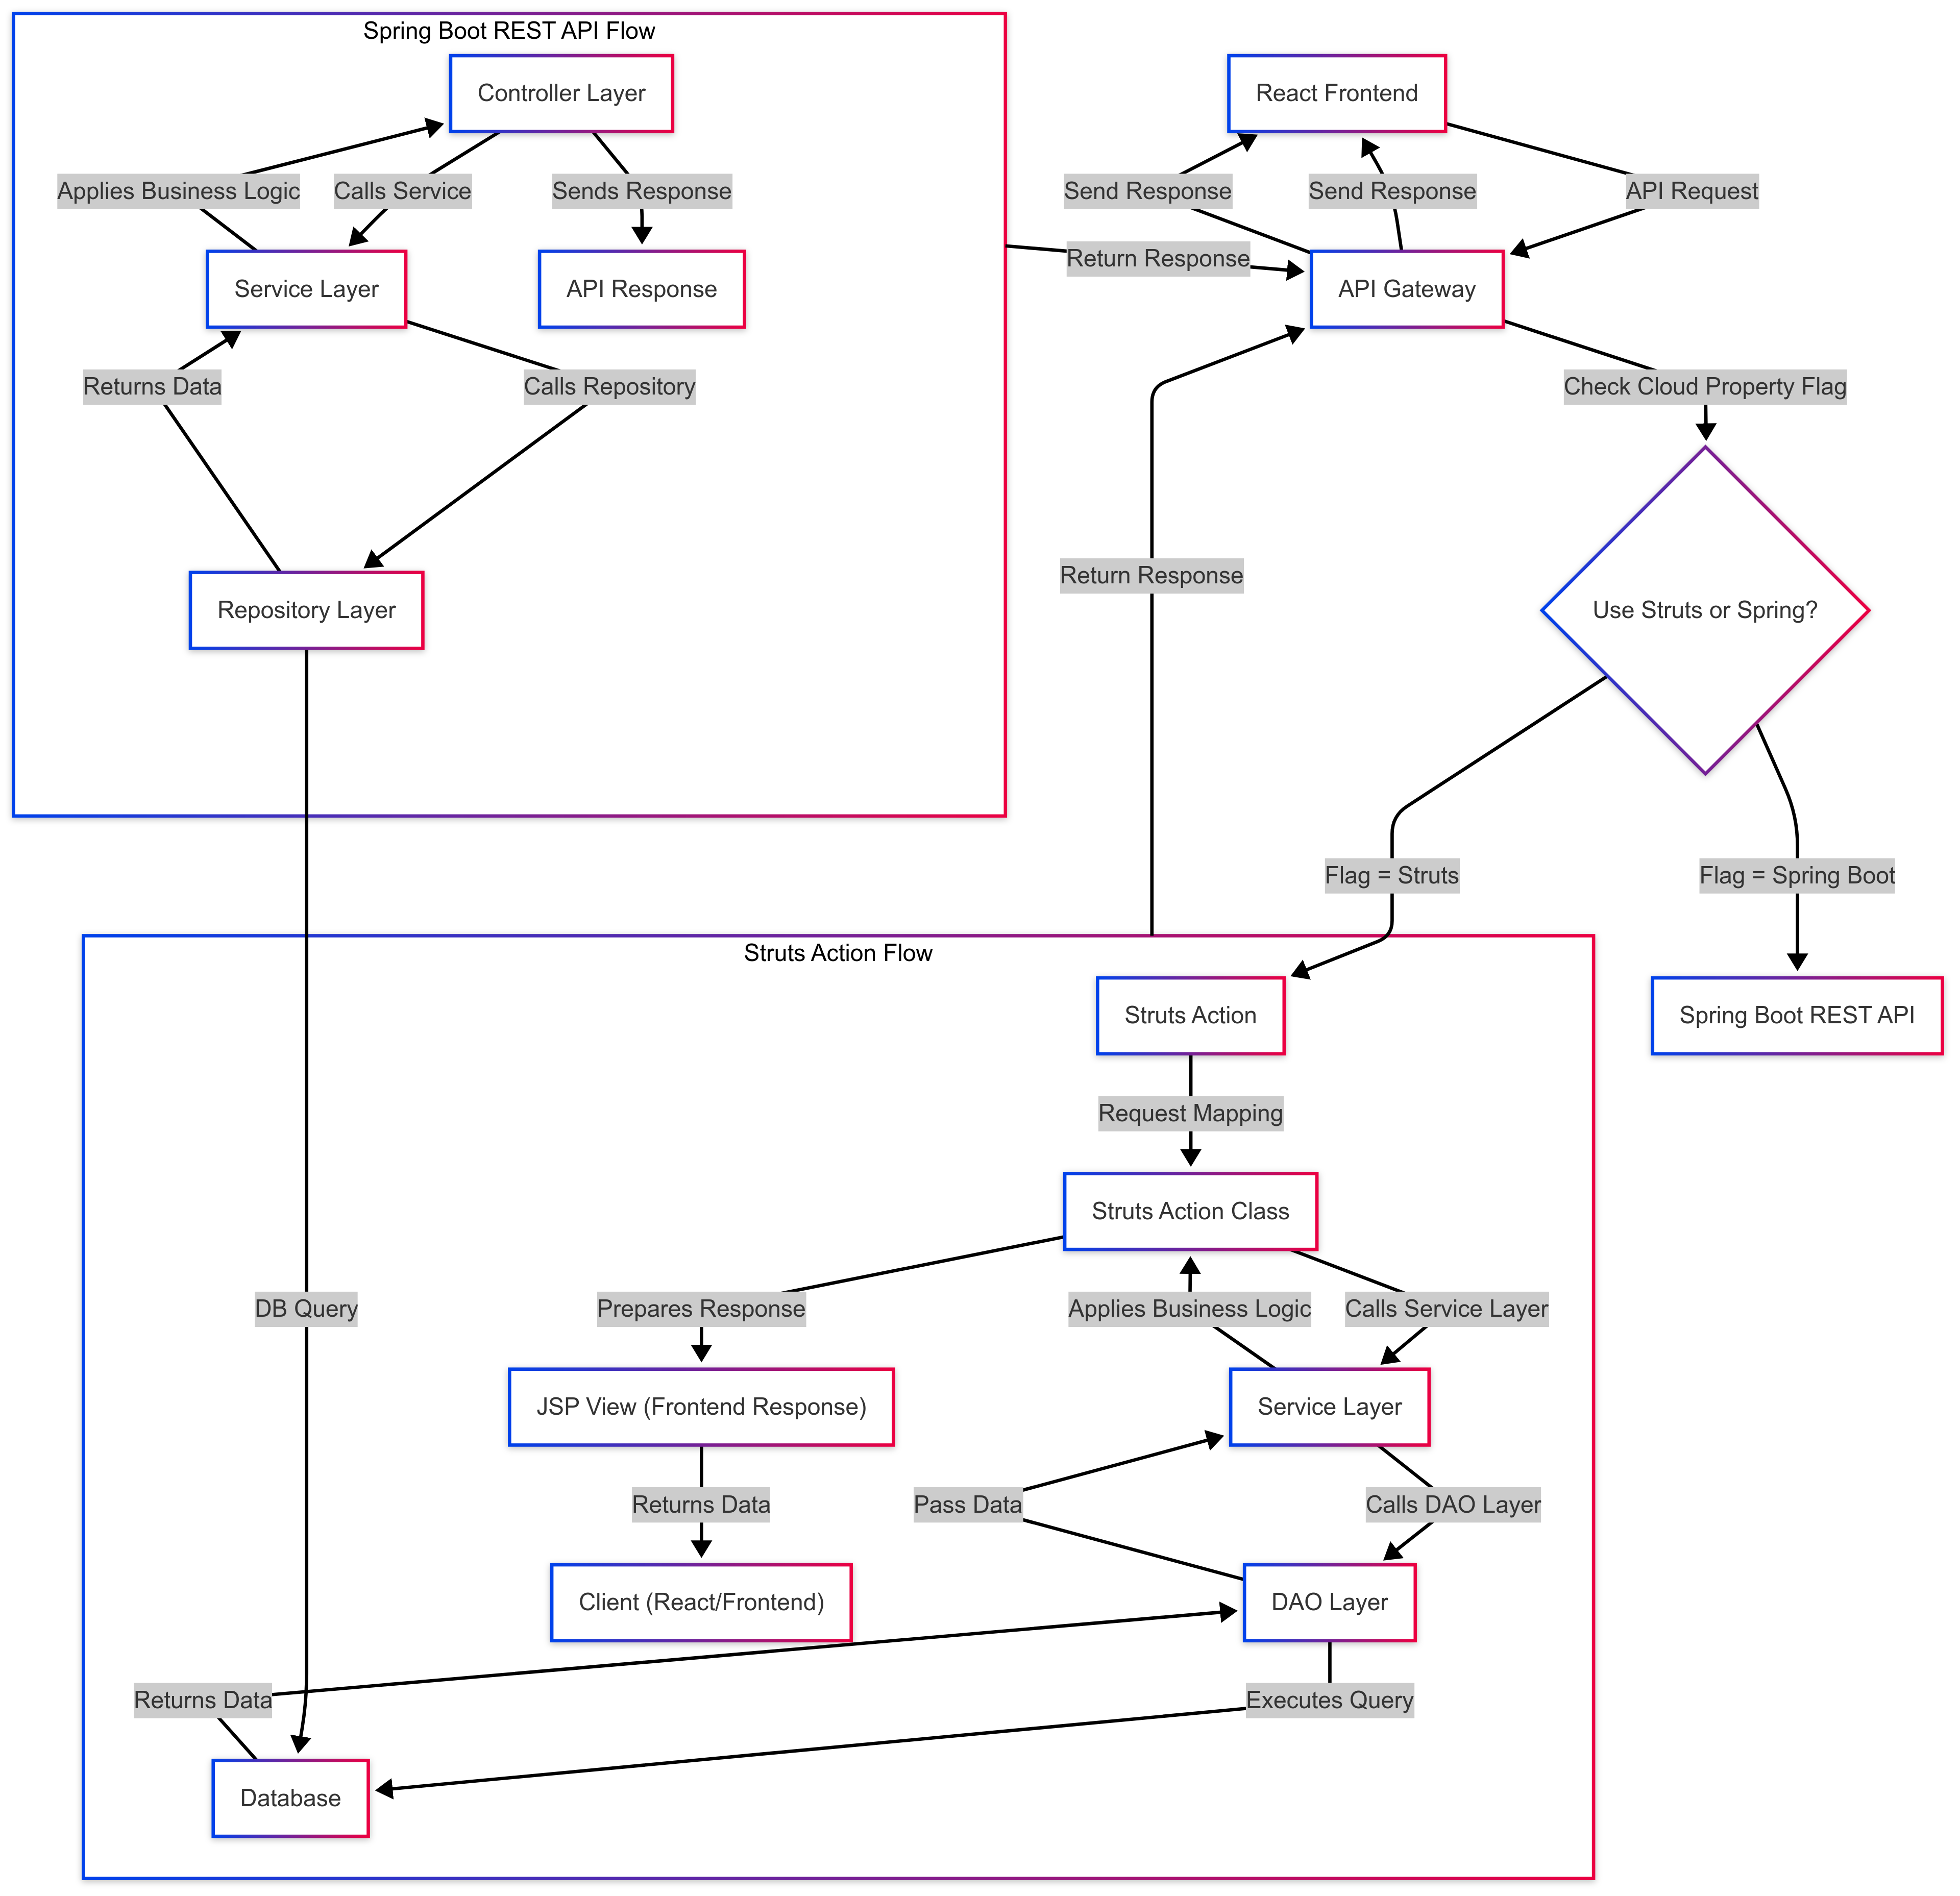 Spring Boot REST API Flow
Controller Layer
React Frontend
Applies Business Logic
Calls Service
Sends Response
Send Response
Send Response
API Request
Return Response
Service Layer
API Response
API Gateway
Returns Data
Calls Repository
Check Cloud Property Flag
Return Response
Repository Layer
Use Struts or Spring?
Flag = Struts
Flag = Spring Boot
Struts Action Flow
Struts Action
Spring Boot REST API
Request Mapping
Struts Action Class
DB Query
Prepares Response
Applies Business Logic
Calls Service Layer
JSP View (Frontend Response)
Service Layer
Returns Data
Pass Data
Calls DAO Layer
Client (React/Frontend)
DAO Layer
Returns Data
Executes Query
Database